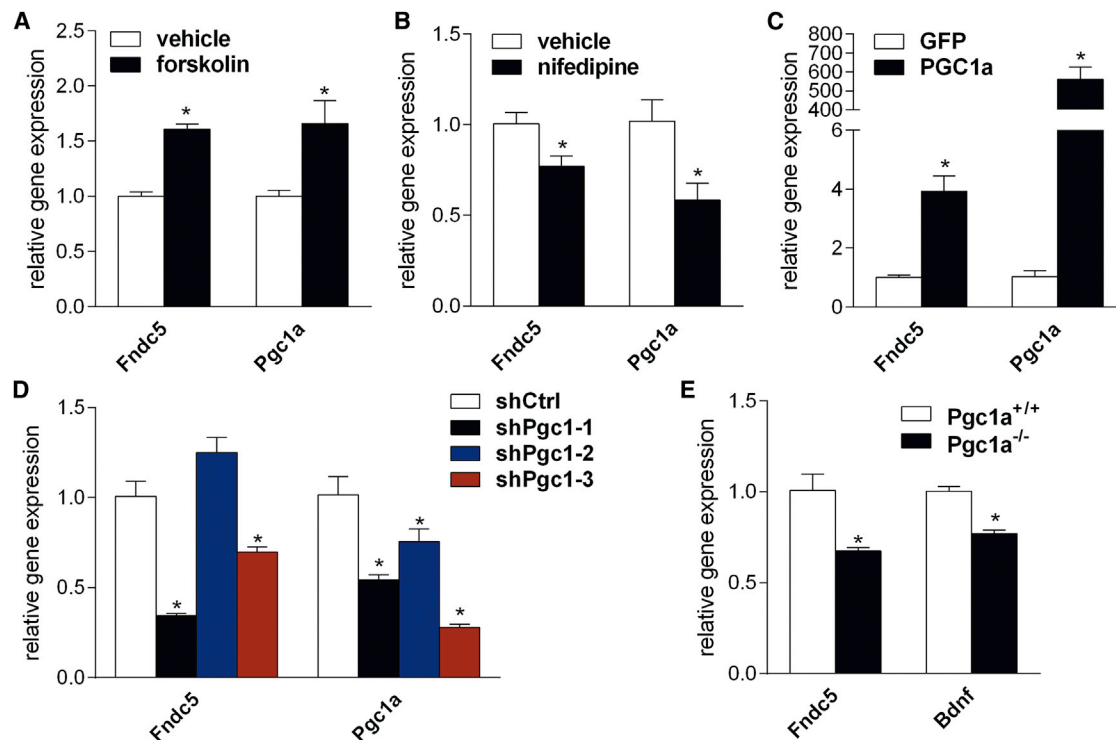 A
2.5
2.0
1.5
1.0
0.5
0.0
relative gene expression
vehicle
forskolin
*
*
Fndc5
Pgc1a
B
1.5
1.0
0.5
0.0
relative gene expression
vehicle
nifedipine
*
*
Fndc5
Pgc1a
C
800
700
600
500
400
6
4
2
0
relative gene expression
GFP
PGC1a
*
*
Fndc5
Pgc1a
D
1.5
1.0
0.5
0.0
relative gene expression
shCtrl
shPgc1-1
shPgc1-2
shPgc1-3
*
*
*
*
*
Fndc5
Pgc1a
E
1.5
1.0
0.5
0.0
relative gene expression
Pgc1a+/+
Pgc1a-/-
*
*
Fndc5
Bdnf